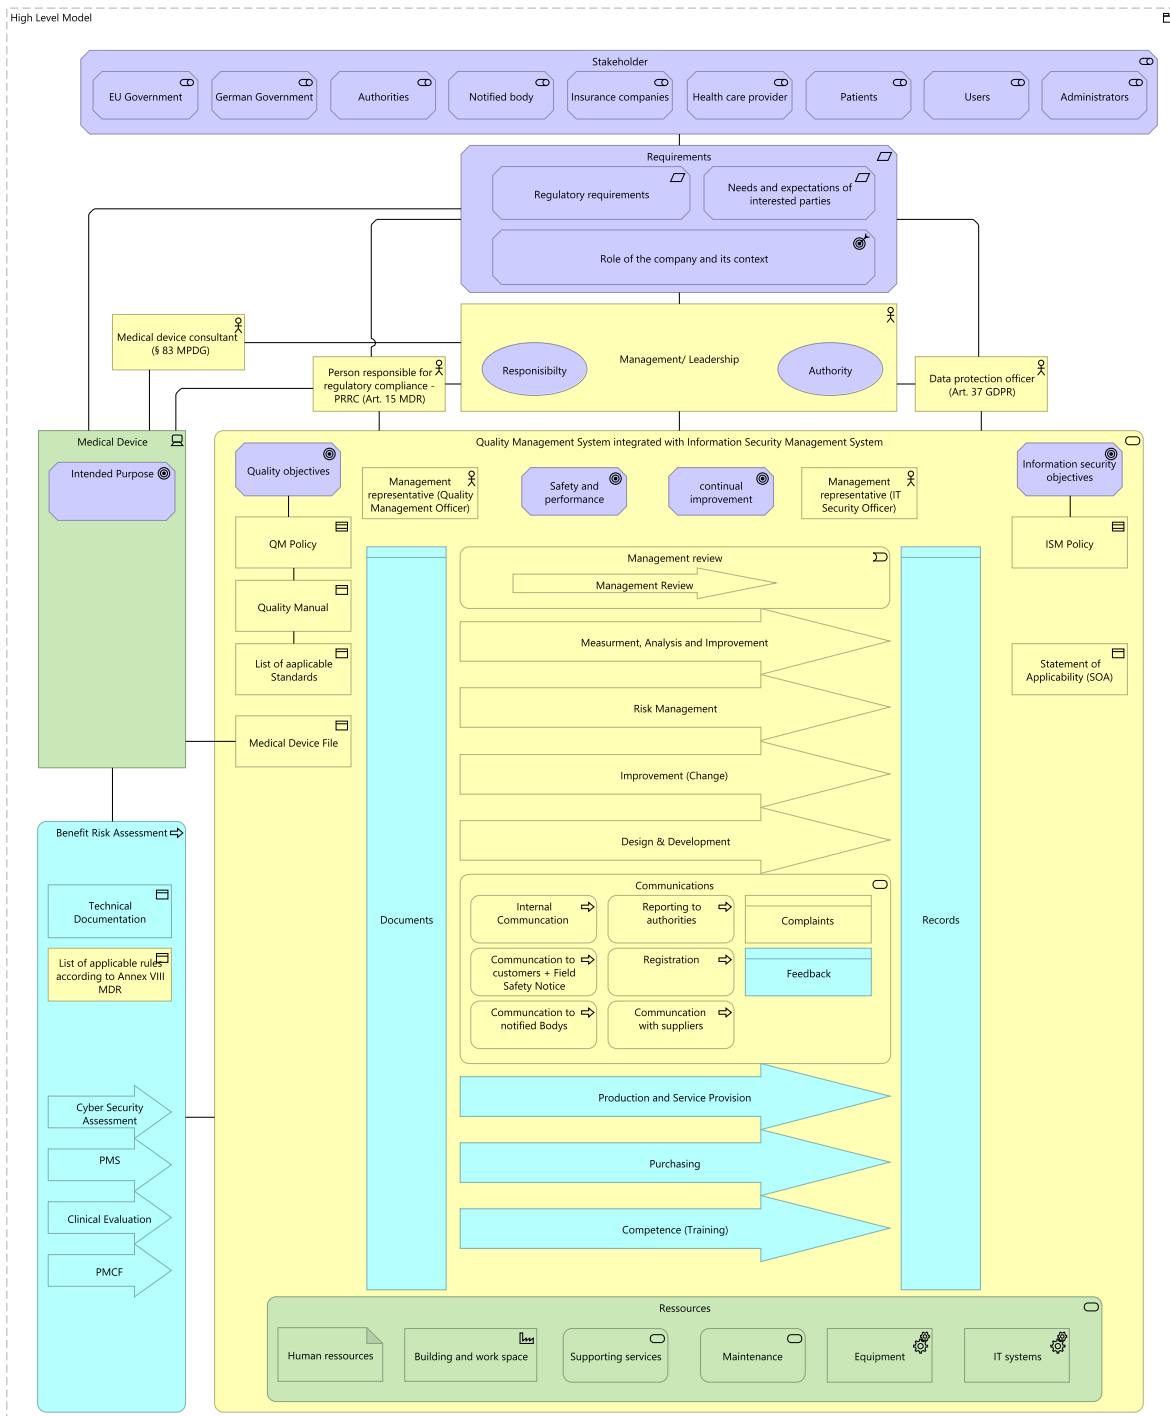 High Level Model
Stakeholder
EU Government
German Government
Authorities
Notified body
Insurance companies
Health care provider
Patients
Users
Administrators
Requirements
Regulatory requirements
Needs and expectations of
interested parties
Role of the company and its context
Medical device consultant
(§ 83 MPDG)
Person responsible for
regulatory compliance -
PRRC (Art. 15 MDR)
Management/ Leadership
Responisibilty
Authority
Data protection officer
(Art. 37 GDPR)
Medical Device
Intended Purpose
Quality Management System integrated with Information Security Management System
Quality objectives
Management
representative (Quality
Management Officer)
Safety and
performance
continual
improvement
Management
representative (IT
Security Officer)
Information security
objectives
QM Policy
ISM Policy
Quality Manual
List of aaplicable
Standards
Statement of
Applicability (SOA)
Medical Device File
Documents
Records
Management review
Management Review
Measurment, Analysis and Improvement
Risk Management
Improvement (Change)
Design & Development
Communications
Internal
Communcation
Reporting to
authorities
Complaints
Communcation to
customers + Field
Safety Notice
Registration
Feedback
Communcation to
notified Bodys
Communcation
with suppliers
Production and Service Provision
Purchasing
Competence (Training)
Benefit Risk Assessment
Technical
Documentation
List of applicable rules
according to Annex VIII
MDR
Cyber Security
Assessment
PMS
Clinical Evaluation
PMCF
Ressources
Human ressources
Building and work space
Supporting services
Maintenance
Equipment
IT systems